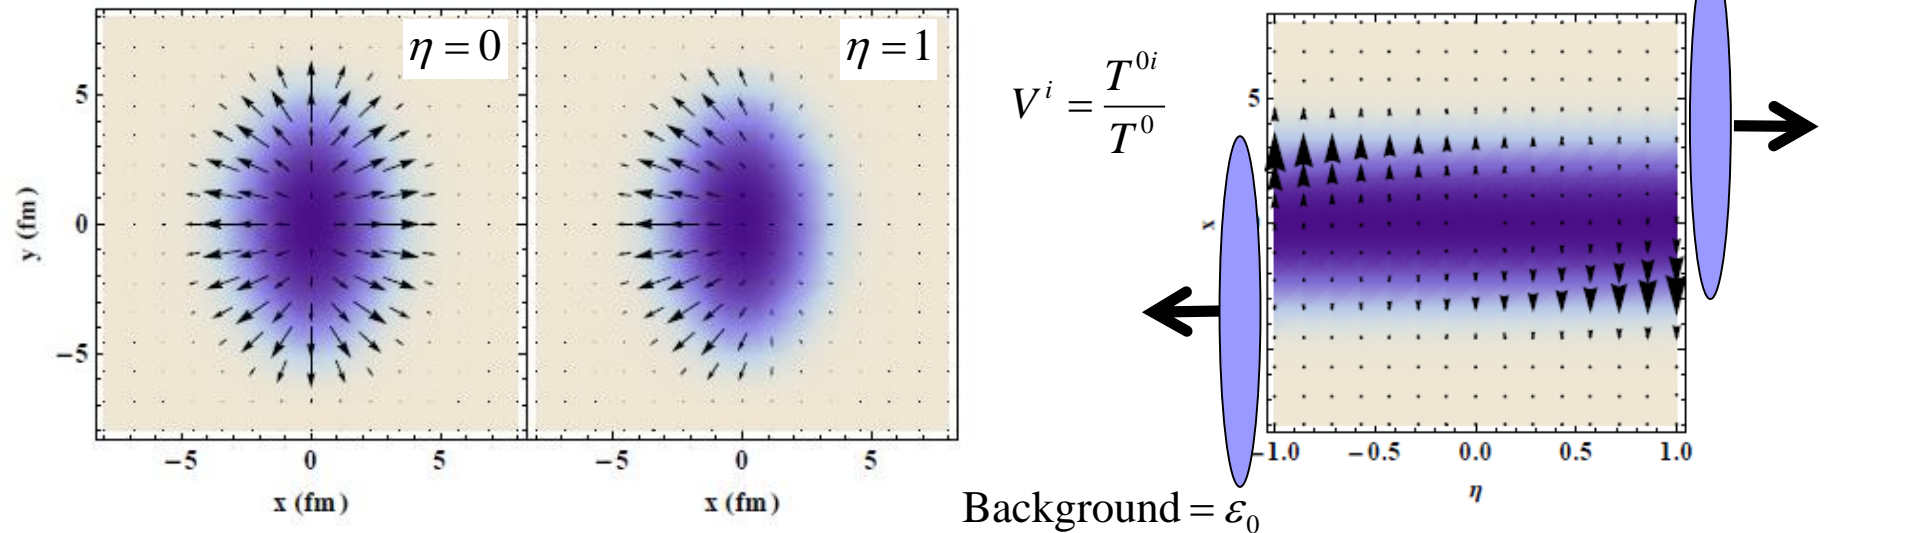 η = 0
η = 1
5
0
−5
y (fm)
−5 0 5
x (fm)
−5 0 5
x (fm)
V^i = T^{0i} / T^0
5
x
−1.0 −0.5 0.0 0.5 1.0
η
Background = ε_0